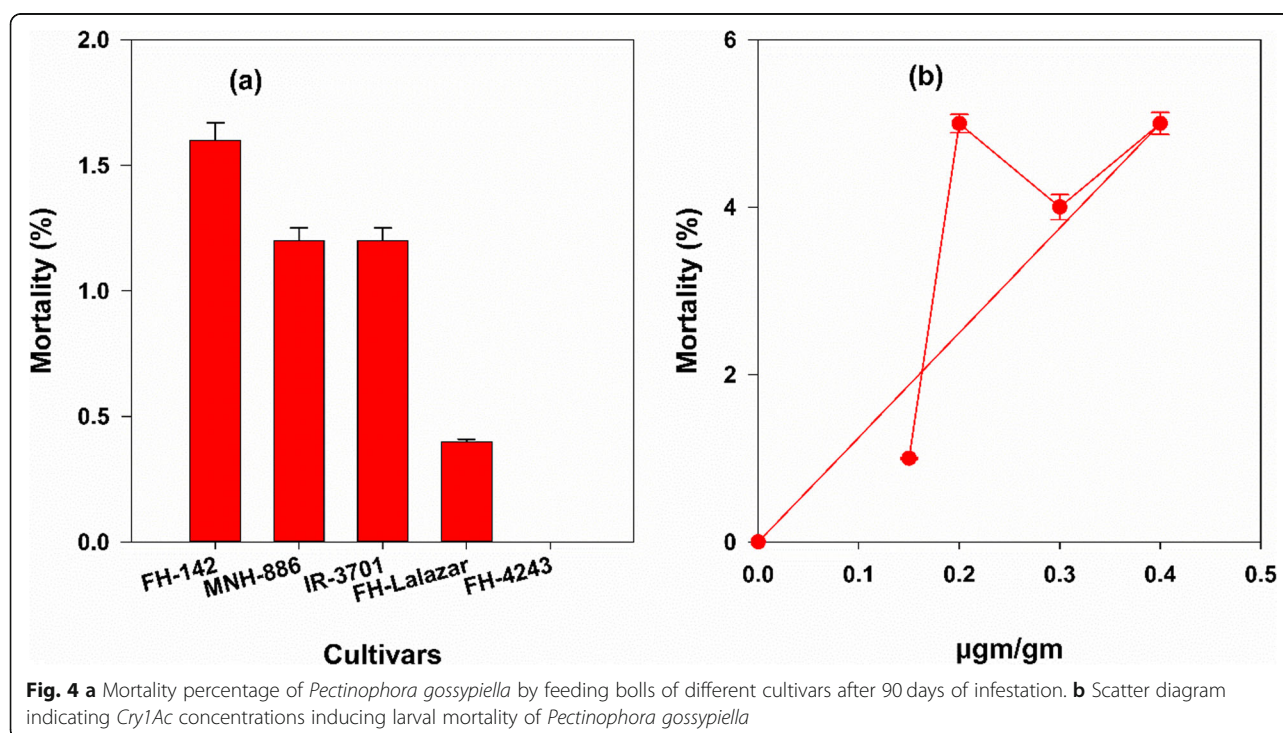 (a)
2.0
1.5
1.0
0.5
0.0
Mortality (%)
FH-142
MNH-886
IR-3701
FH-Lalazar
FH-4243
Cultivars
(b)
6
4
2
0
Mortality (%)
0.0 0.1 0.2 0.3 0.4 0.5
µgm/gm
Fig. 4 a Mortality percentage of Pectinophora gossypiella by feeding bolls of different cultivars after 90 days of infestation. b Scatter diagram
indicating Cry1Ac concentrations inducing larval mortality of Pectinophora gossypiella